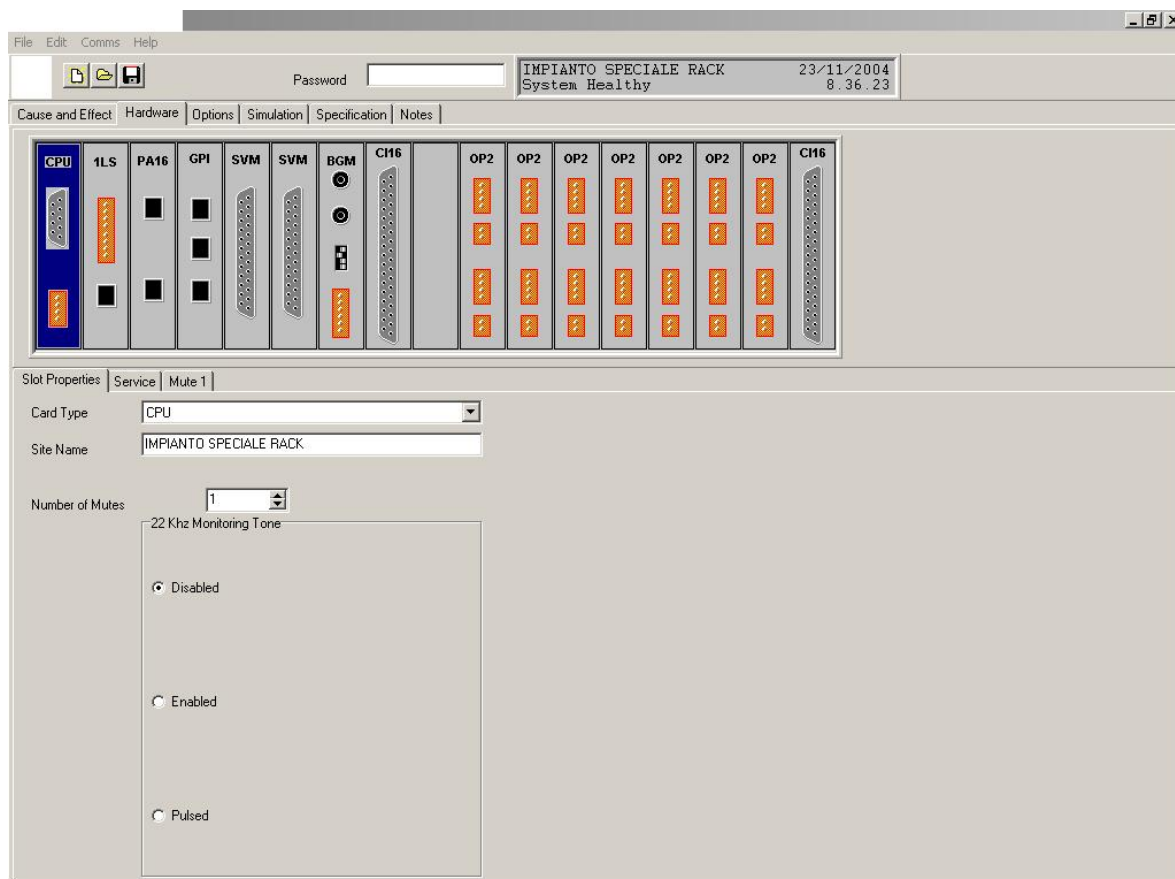 File Edit Comms Help
Password
IMPIANTO SPECIALE RACK 23/11/2004
System Healthy 8.36.23
Cause and Effect Hardware Options Simulation Specification Notes
CPU 1LS PA16 GPI SVM SVM BGM CI16 OP2 OP2 OP2 OP2 OP2 OP2 OP2 CI16
Slot Properties Service Mute 1
Card Type CPU
Site Name IMPIANTO SPECIALE RACK
Number of Mutes 1
22 Khz Monitoring Tone
Disabled
Enabled
Pulsed